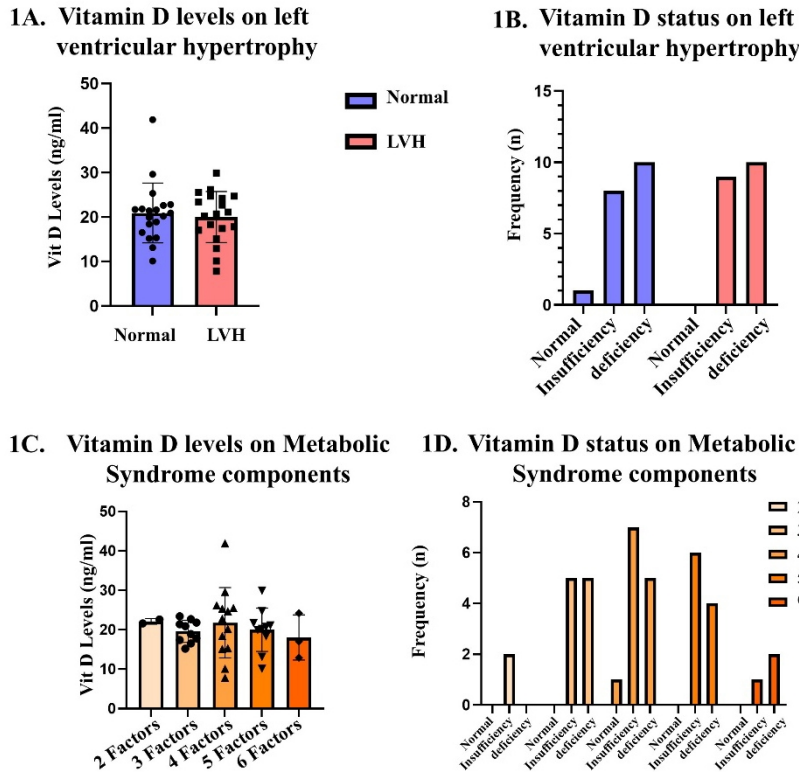 1A. Vitamin D levels on left
ventricular hypertrophy
50
40
30
20
10
0
Vit D Levels (ng/ml)
Normal
LVH
Normal
LVH
1B. Vitamin D status on left
ventricular hypertrophy
15
10
5
0
Frequency (n)
Normal
Insufficiency
deficiency
Normal
Insufficiency
deficiency
1C. Vitamin D levels on Metabolic
Syndrome components
50
40
30
20
10
0
Vit D Levels (ng/ml)
2 Factors
3 Factors
4 Factors
5 Factors
6 Factors
1D. Vitamin D status on Metabolic
Syndrome components
8
6
4
2
0
Frequency (n)
Normal
Insufficiency
deficiency
Normal
Insufficiency
deficiency
Normal
Insufficiency
deficiency
Normal
Insufficiency
deficiency
Normal
Insufficiency
deficiency